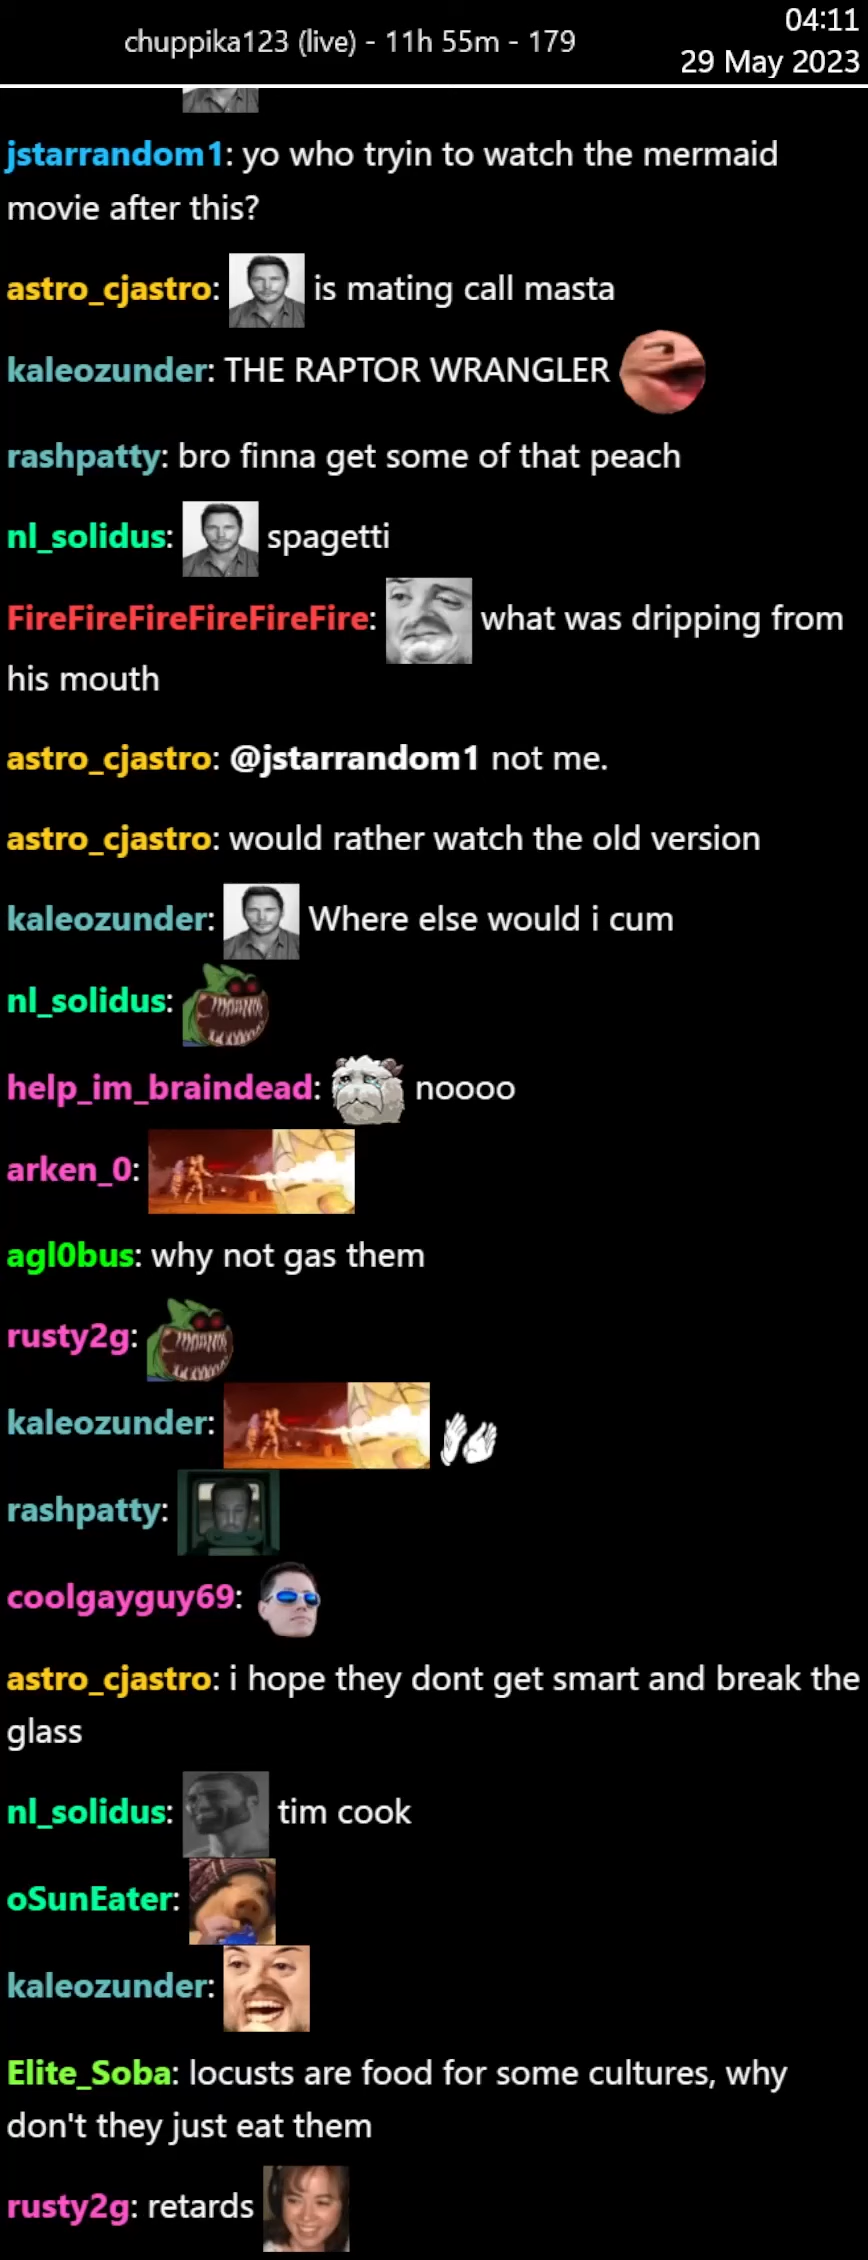 04:11
chuppika123 (live) - 11h 55m - 179
29 May 2023
jstarrandom1: yo who tryin to watch the mermaid
movie after this?
astro_cjastro: is mating call masta
kaleozunder: THE RAPTOR WRANGLER
rashpatty: bro finna get some of that peach
nl_solidus: spagetti
FireFireFireFireFireFire: what was dripping from
his mouth
astro_cjastro: @jstarrandom1 not me.
astro_cjastro: would rather watch the old version
kaleozunder: Where else would i cum
nl_solidus:
help_im_braindead: noooo
arken_0:
agl0bus: why not gas them
rusty2g:
kaleozunder:
rashpatty:
coolgayguy69:
astro_cjastro: i hope they dont get smart and break the
glass
nl_solidus: tim cook
oSunEater:
kaleozunder:
Elite_Soba: locusts are food for some cultures, why
don't they just eat them
rusty2g: retards